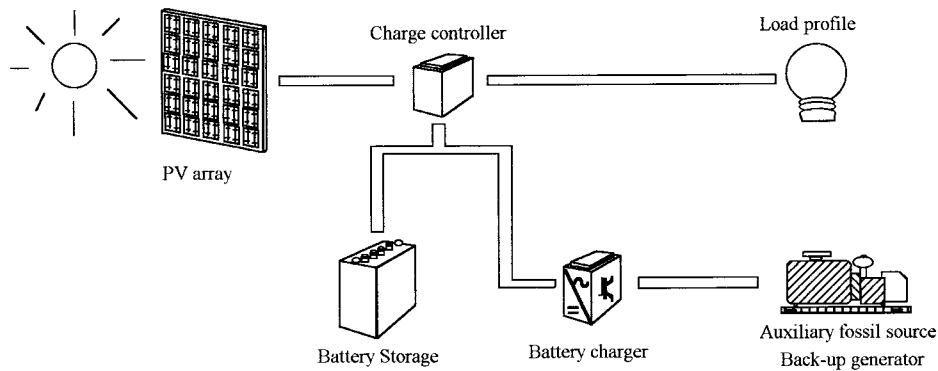 Charge controller
Load profile
PV array
Battery Storage
Battery charger
Auxiliary fossil source
Back-up generator